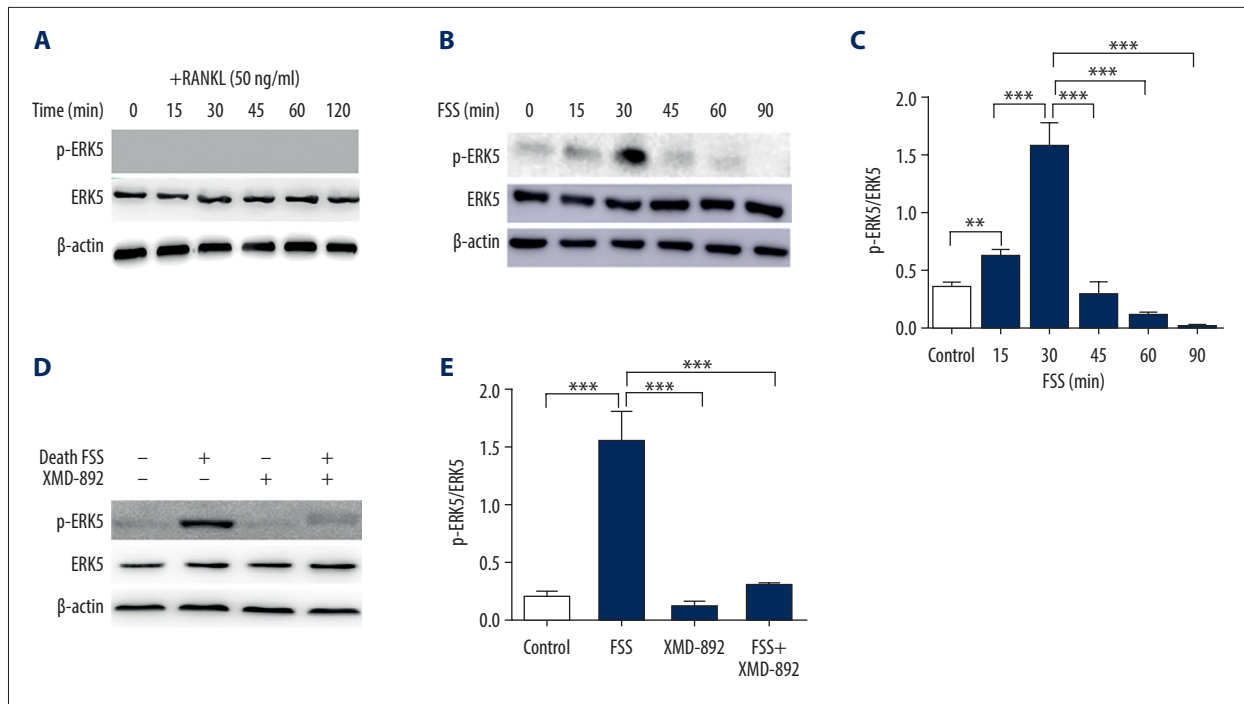 A
+RANKL (50 ng/ml)
Time (min) 0 15 30 45 60 120
p-ERK5
ERK5
β-actin
B
FSS (min) 0 15 30 45 60 90
p-ERK5
ERK5
β-actin
C
*** 
***
*** ***
**
p-ERK5/ERK5
2.0
1.5
1.0
0.5
0.0
Control 15 30 45 60 90
FSS (min)
D
Death FSS – + – +
XMD-892 – – + +
p-ERK5
ERK5
β-actin
E
***
*** ***
p-ERK5/ERK5
2.0
1.5
1.0
0.5
0.0
Control FSS XMD-892 FSS+
XMD-892